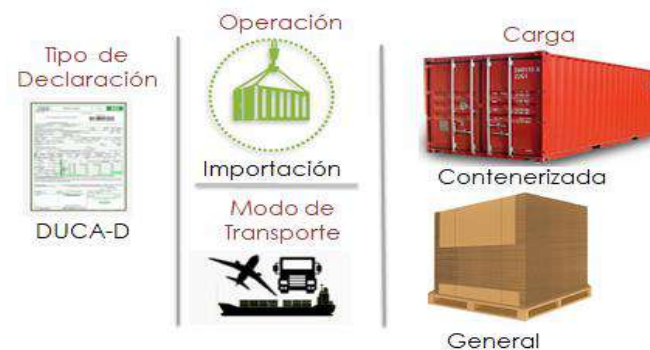 Tipo de
Declaración
DUCA-D
Operación
Importación
Modo de
Transporte
Carga
Contenerizada
General